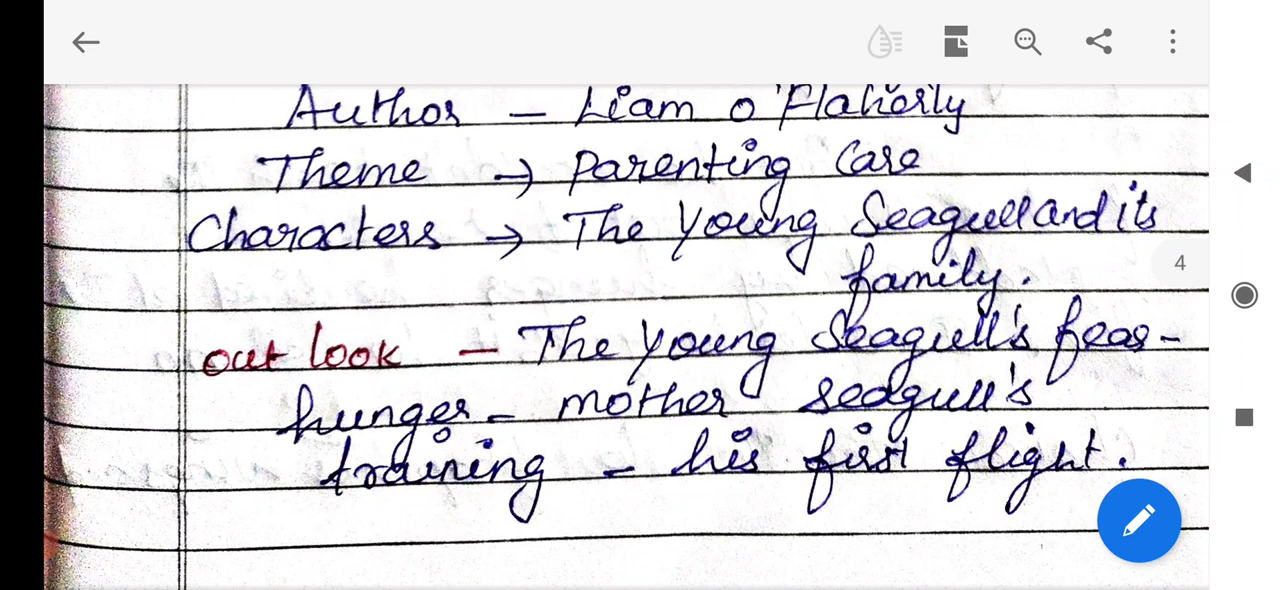 Author - Liam O'Flaherty
Theme → Parenting Care
Characters → The Young Seagull and its
family.
4
out look - The Young Seagull's fear -
hunger - mother seagull's
training - his first flight.